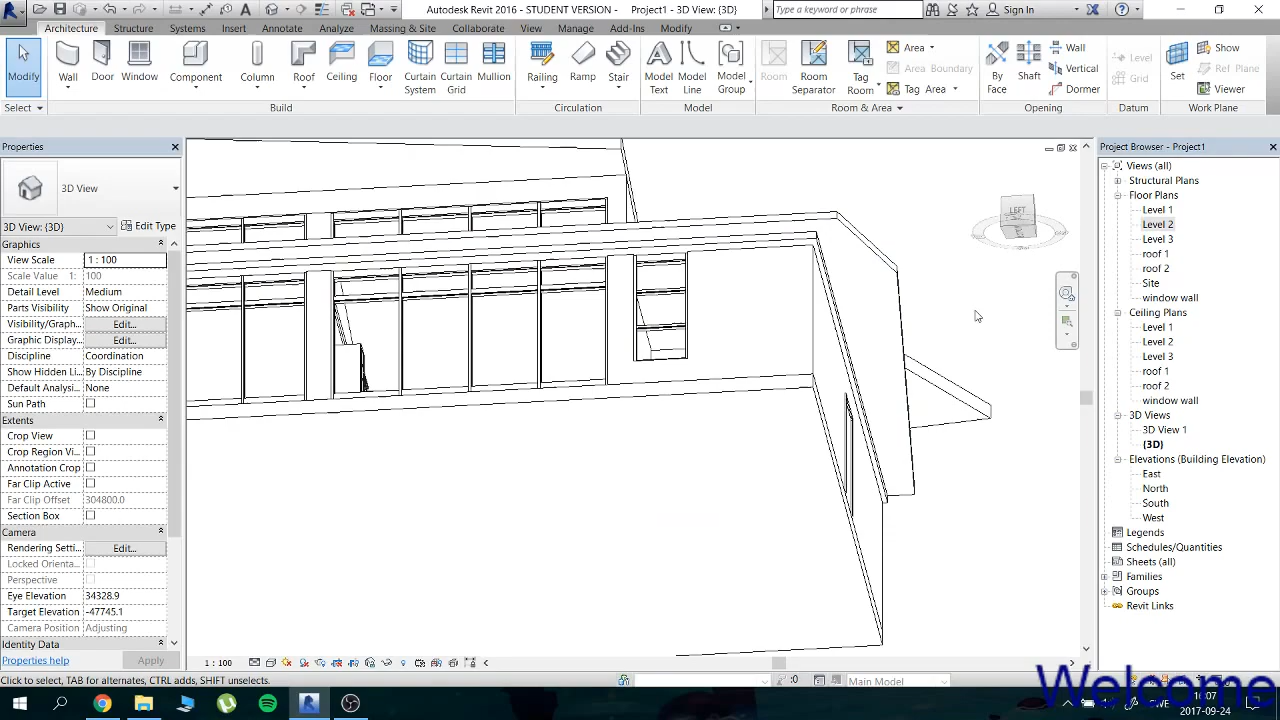 Autodesk Revit 2016 - STUDENT VERSION - Project1 - 3D View: {3D}
Type a keyword or phrase
Sign In
Architecture Structure Systems Insert Annotate Analyze Massing & Site Collaborate View Manage Add-Ins Modify
Modify Wall Door Window Component Column Roof Ceiling Floor Curtain System Curtain Grid Mullion Railing Ramp Stair Model Text Model Line Model Group Room Room Separator Tag Room
Area
Area Boundary
Tag Area
By Face Shaft
Wall
Vertical
Dormer
Level
Grid
Set
Show
Ref Plane
Viewer
Select Build Circulation Model Room & Area Opening Datum Work Plane
Properties
3D View
3D View: {3D} Edit Type
Graphics
View Scale 1 : 100
Scale Value 1: 100
Detail Level Medium
Parts Visibility Show Original
Visibility/Graph... Edit...
Graphic Display... Edit...
Discipline Coordination
Show Hidden Li... By Discipline
Default Analysi... None
Sun Path
Extents
Crop View
Crop Region Vi...
Annotation Crop
Far Clip Active
Far Clip Offset 304800.0
Section Box
Camera
Rendering Setti... Edit...
Locked Orienta...
Perspective
Eye Elevation 34328.9
Target Elevation -47745.1
Camera Position Adjusting
Identity Data
Properties help Apply
LEFT
Project Browser - Project1
Views (all)
Structural Plans
Floor Plans
Level 1
Level 2
Level 3
roof 1
roof 2
Site
window wall
Ceiling Plans
Level 1
Level 2
Level 3
roof 1
roof 2
window wall
3D Views
3D View 1
{3D}
Elevations (Building Elevation)
East
North
South
West
Legends
Schedules/Quantities
Sheets (all)
Families
Groups
Revit Links
1 : 100
Click to select, TAB for alternates, CTRL adds, SHIFT unselects.
:0
Main Model
Welcome
SWE
16:07
2017-09-24